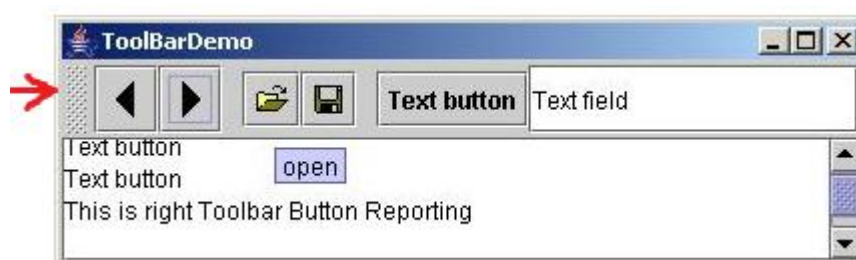 ToolBarDemo
Text button Text field
Text button
open
Text button
This is right Toolbar Button Reporting